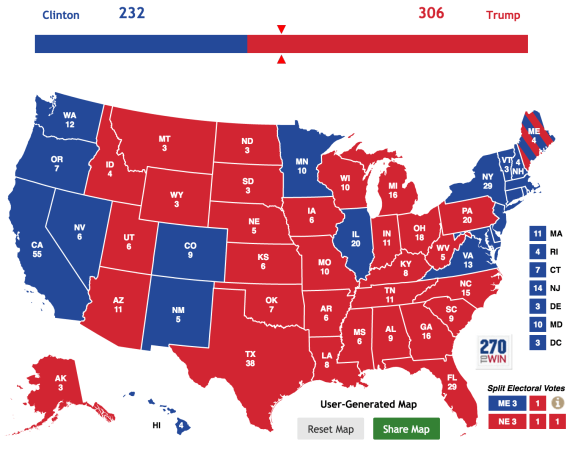 Clinton 232 306 Trump
WA
12
OR
7
CA
55
NV
6
ID
4
MT
3
WY
3
UT
6
AZ
11
CO
9
NM
5
ND
3
SD
3
NE
5
KS
6
OK
7
TX
38
MN
10
IA
6
MO
10
AR
6
LA
8
WI
10
IL
20
MI
16
IN
11
OH
18
KY
8
TN
11
MS
6
AL
9
GA
16
FL
29
SC
9
NC
15
VA
13
WV
5
PA
20
NY
29
VT
3
4
NH
ME
4
AK
3
HI 4
11 MA
4 RI
7 CT
14 NJ
3 DE
10 MD
3 DC
270
TO WIN
Split Electoral Votes
ME 3 1 i
NE 3 1 1
User-Generated Map
Reset Map Share Map